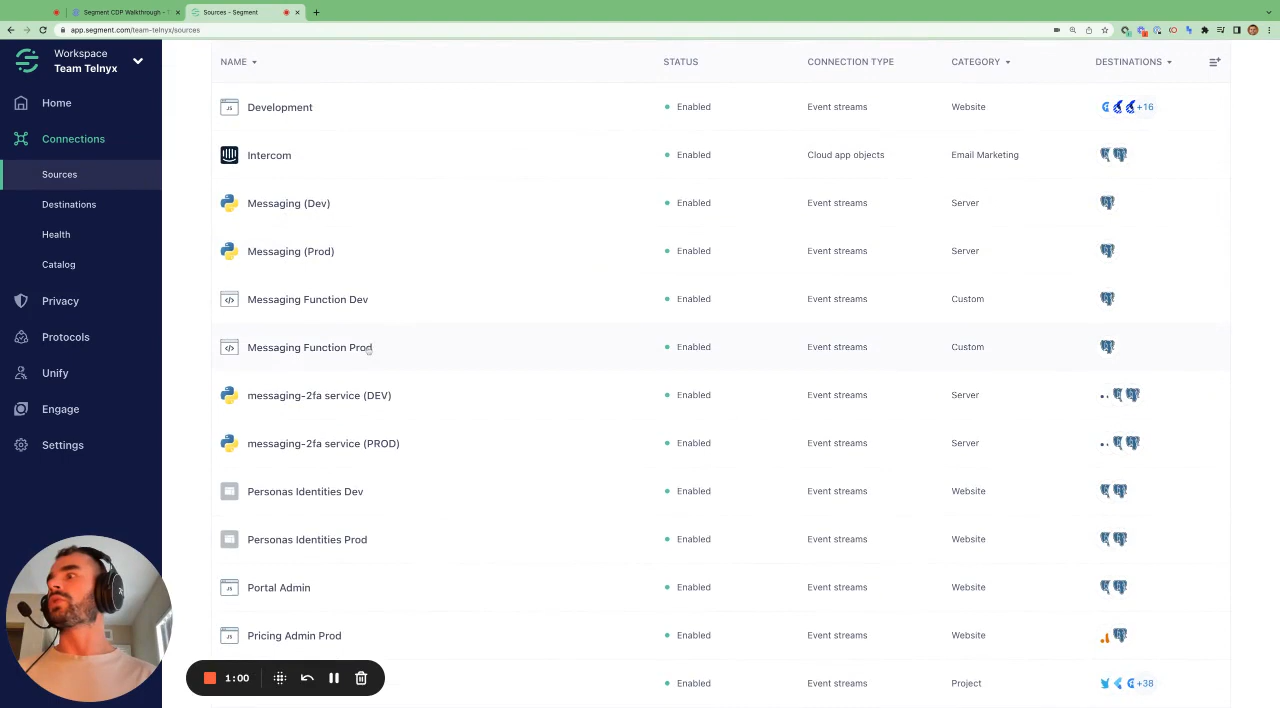 Segment CDP Walkthrough - T
Sources - Segment
app.segment.com/team-telnyx/sources
Workspace
Team Telnyx
Home
Connections
Sources
Destinations
Health
Catalog
Privacy
Protocols
Unify
Engage
Settings
NAME STATUS CONNECTION TYPE CATEGORY DESTINATIONS
Development Enabled Event streams Website +16
Intercom Enabled Cloud app objects Email Marketing
Messaging (Dev) Enabled Event streams Server
Messaging (Prod) Enabled Event streams Server
Messaging Function Dev Enabled Event streams Custom
Messaging Function Prod Enabled Event streams Custom
messaging-2fa service (DEV) Enabled Event streams Server
messaging-2fa service (PROD) Enabled Event streams Server
Personas Identities Dev Enabled Event streams Website
Personas Identities Prod Enabled Event streams Website
Portal Admin Enabled Event streams Website
Pricing Admin Prod Enabled Event streams Website
Enabled Event streams Project +38
1:00